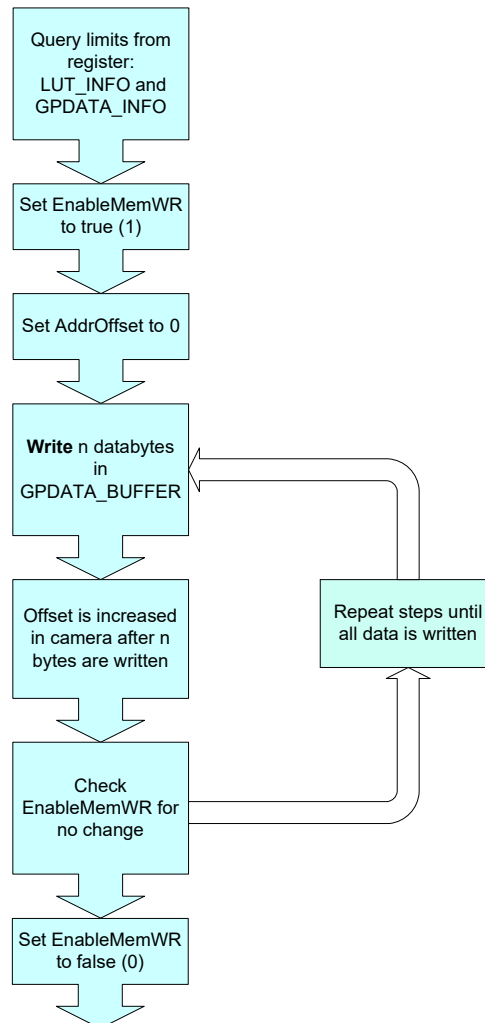 Query limits from
register:
LUT_INFO and
GPDATA_INFO
Set EnableMemWR
to true (1)
Set AddrOffset to 0
Write n databytes
in
GPDATA_BUFFER
Offset is increased
in camera after n
bytes are written
Repeat steps until
all data is written
Check
EnableMemWR for
no change
Set EnableMemWR
to false (0)